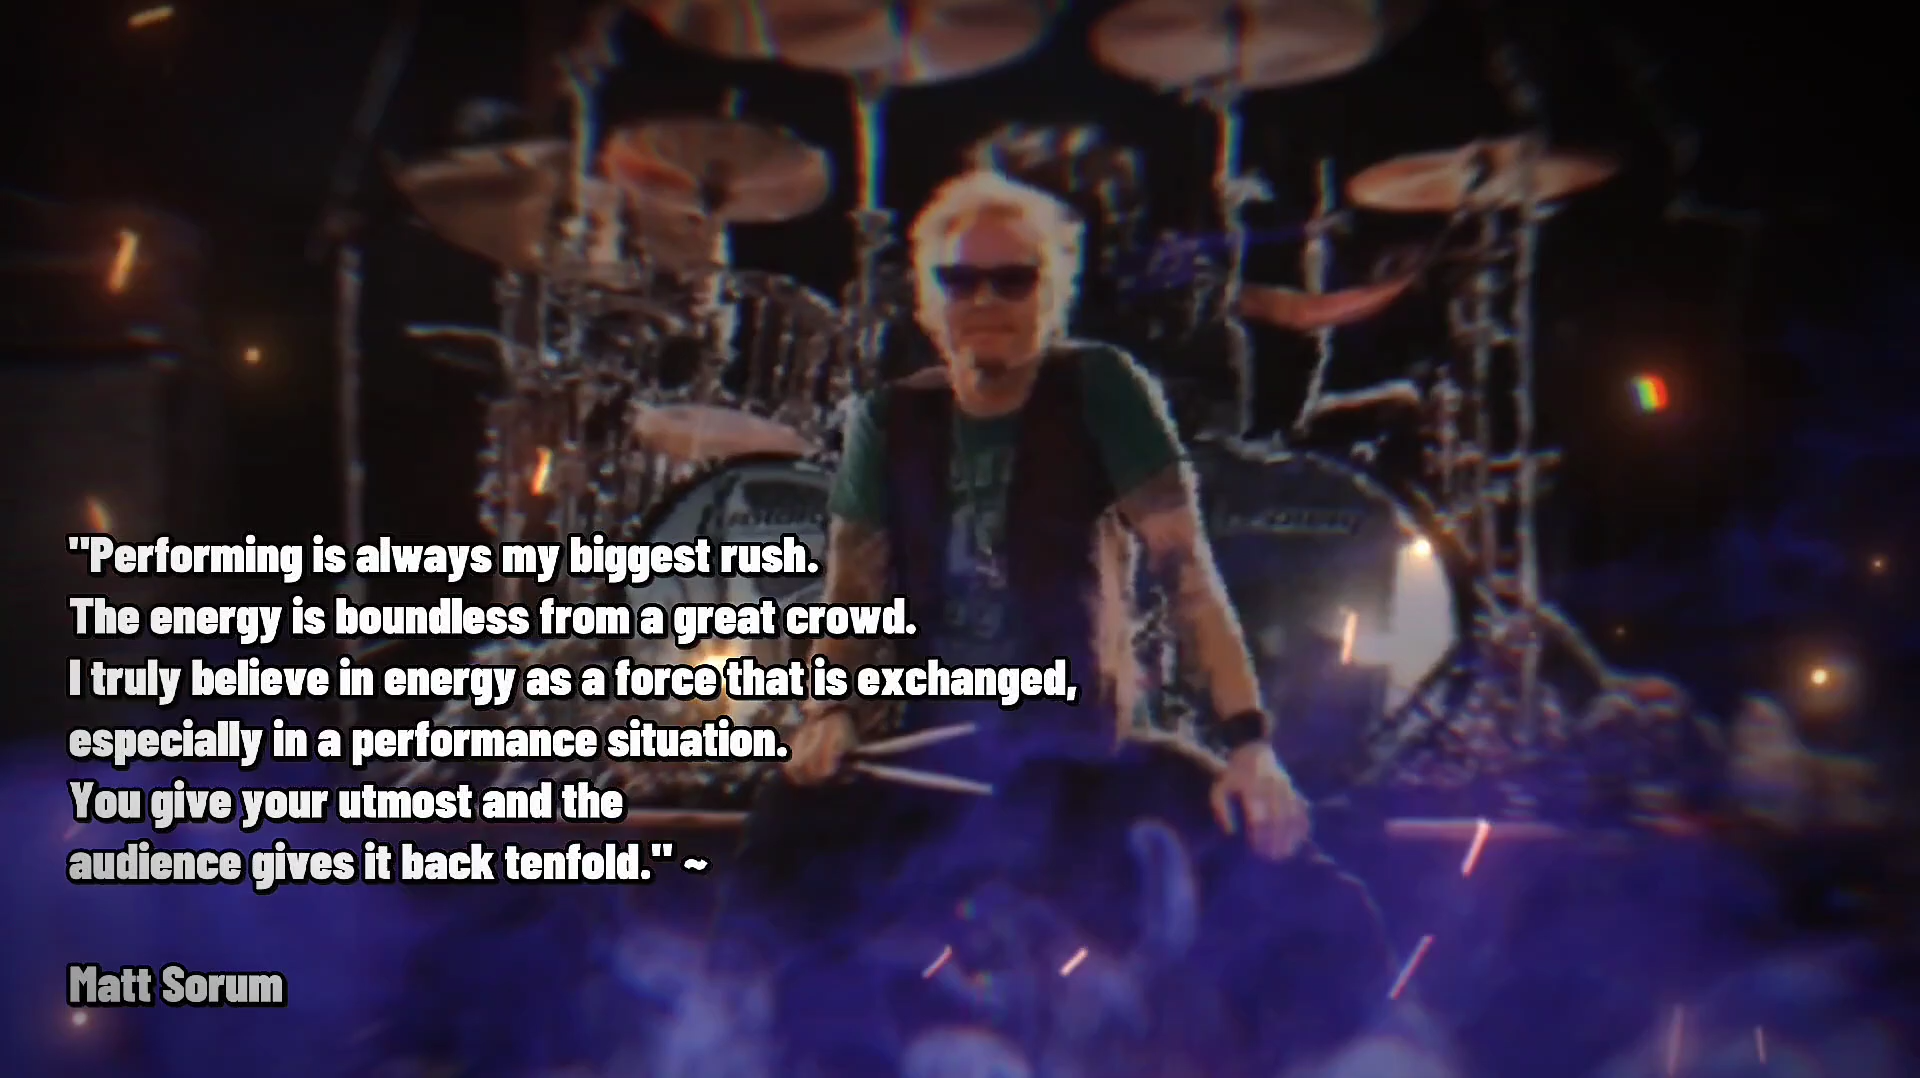 "Performing is always my biggest rush.
The energy is boundless from a great crowd.
I truly believe in energy as a force that is exchanged,
especially in a performance situation.
You give your utmost and the
audience gives it back tenfold." ~
Matt Sorum